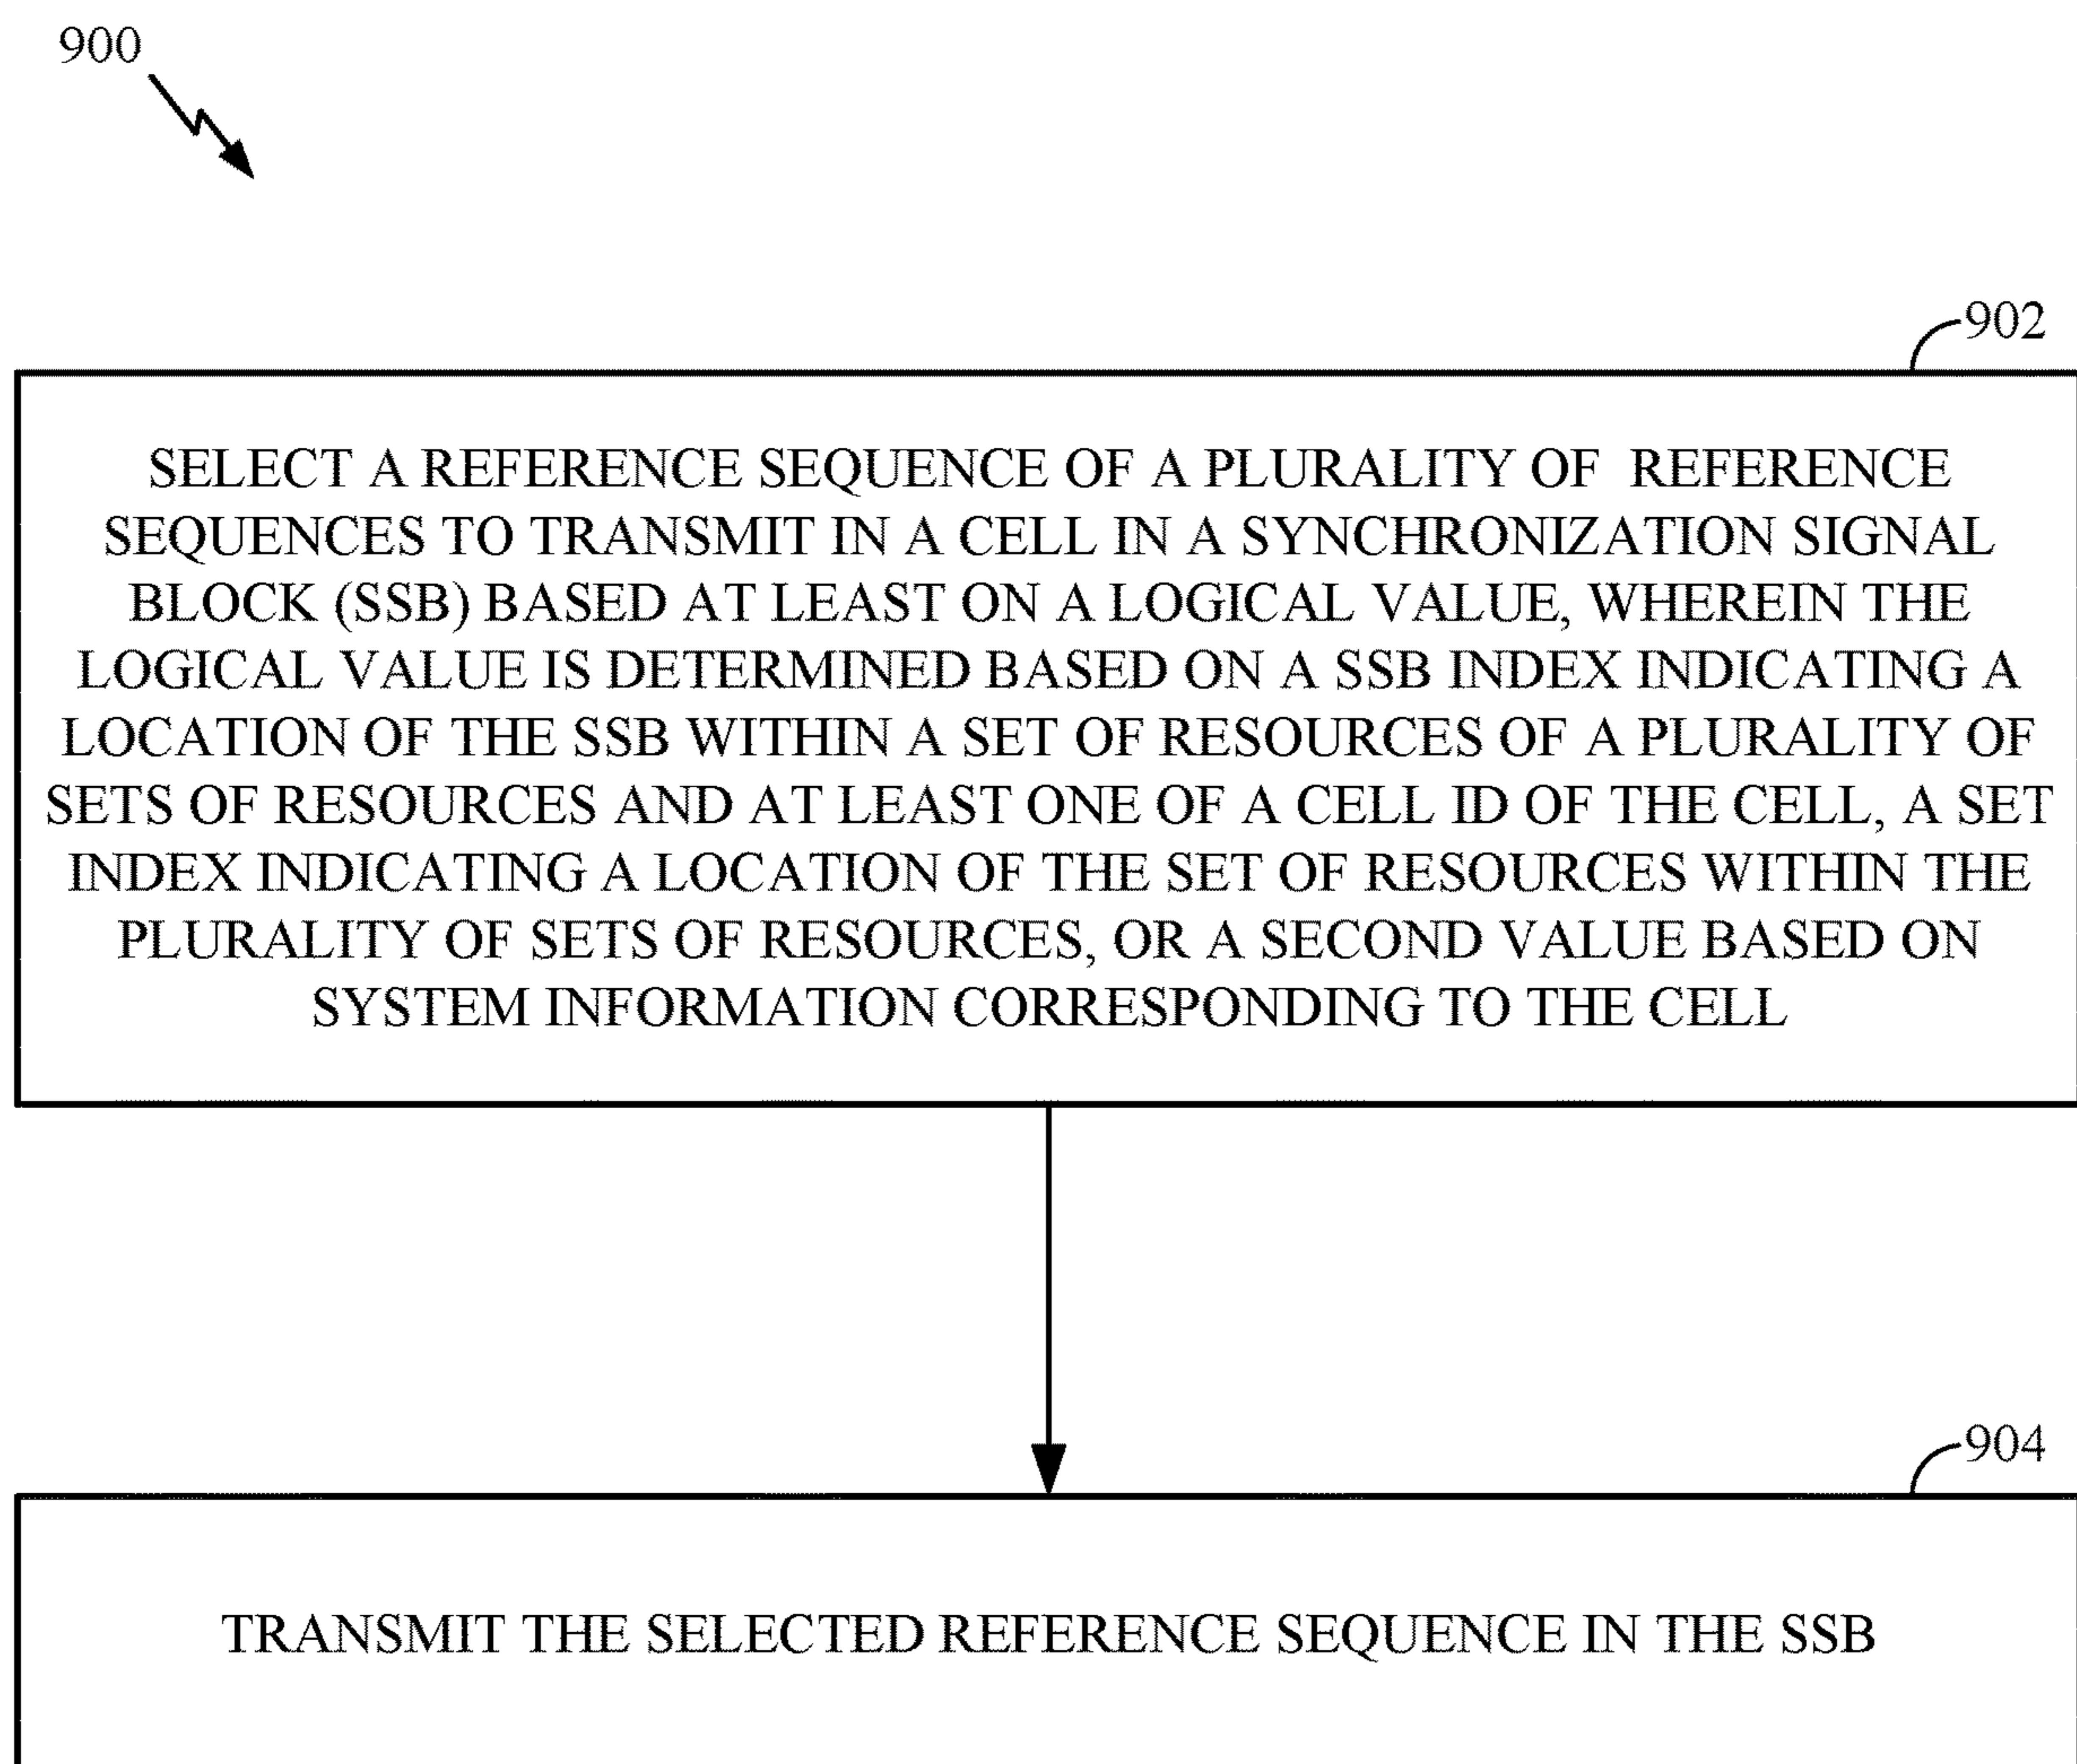 900
902
SELECT A REFERENCE SEQUENCE OF A PLURALITY OF REFERENCE
SEQUENCES TO TRANSMIT IN A CELL IN A SYNCHRONIZATION SIGNAL
BLOCK (SSB) BASED AT LEAST ON A LOGICAL VALUE, WHEREIN THE
LOGICAL VALUE IS DETERMINED BASED ON A SSB INDEX INDICATING A
LOCATION OF THE SSB WITHIN A SET OF RESOURCES OF A PLURALITY OF
SETS OF RESOURCES AND AT LEAST ONE OF A CELL ID OF THE CELL, A SET
INDEX INDICATING A LOCATION OF THE SET OF RESOURCES WITHIN THE
PLURALITY OF SETS OF RESOURCES, OR A SECOND VALUE BASED ON
SYSTEM INFORMATION CORRESPONDING TO THE CELL
904
TRANSMIT THE SELECTED REFERENCE SEQUENCE IN THE SSB